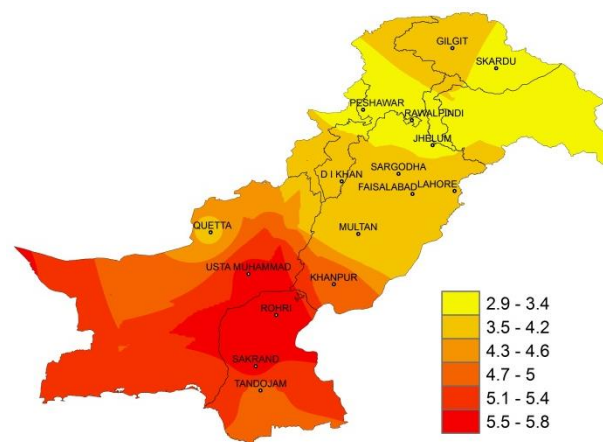 GILGIT
SKARDU
PESHAWAR
RAWALPINDI
JHELUM
SARGODHA
D I KHAN
FAISALABAD
LAHORE
QUETTA
MULTAN
USTA MUHAMMAD
KHANPUR
ROHRI
SAKRAND
TANDOJAM
2.9 - 3.4
3.5 - 4.2
4.3 - 4.6
4.7 - 5
5.1 - 5.4
5.5 - 5.8